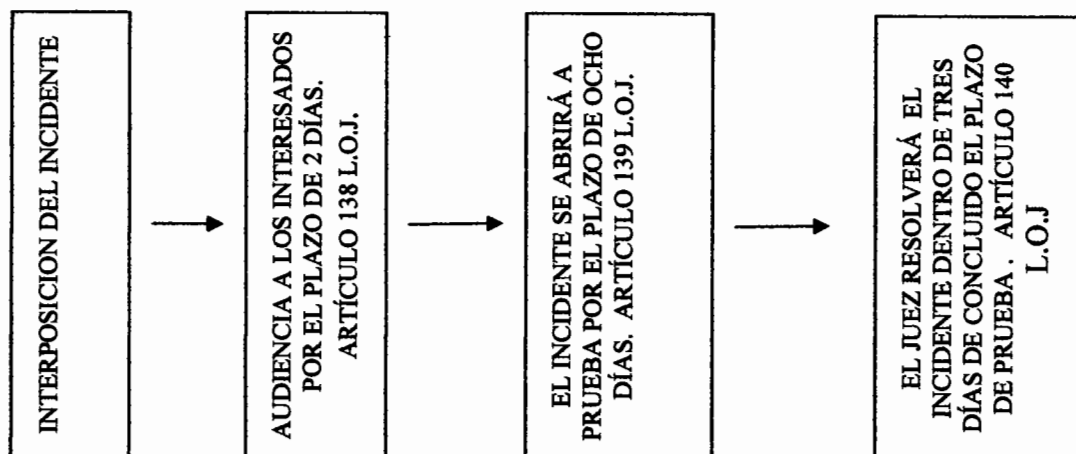 INTERPOSICION DEL INCIDENTE
AUDIENCIA A LOS INTERESADOS
POR EL PLAZO DE 2 DÍAS.
ARTÍCULO 138 L.O.J.
EL INCIDENTE SE ABRIRÁ A
PRUEBA POR EL PLAZO DE OCHO
DÍAS. ARTÍCULO 139 L.O.J.
EL JUEZ RESOLVERÁ EL
INCIDENTE DENTRO DE TRES
DÍAS DE CONCLUIDO EL PLAZO
DE PRUEBA . ARTÍCULO 140
L.O.J